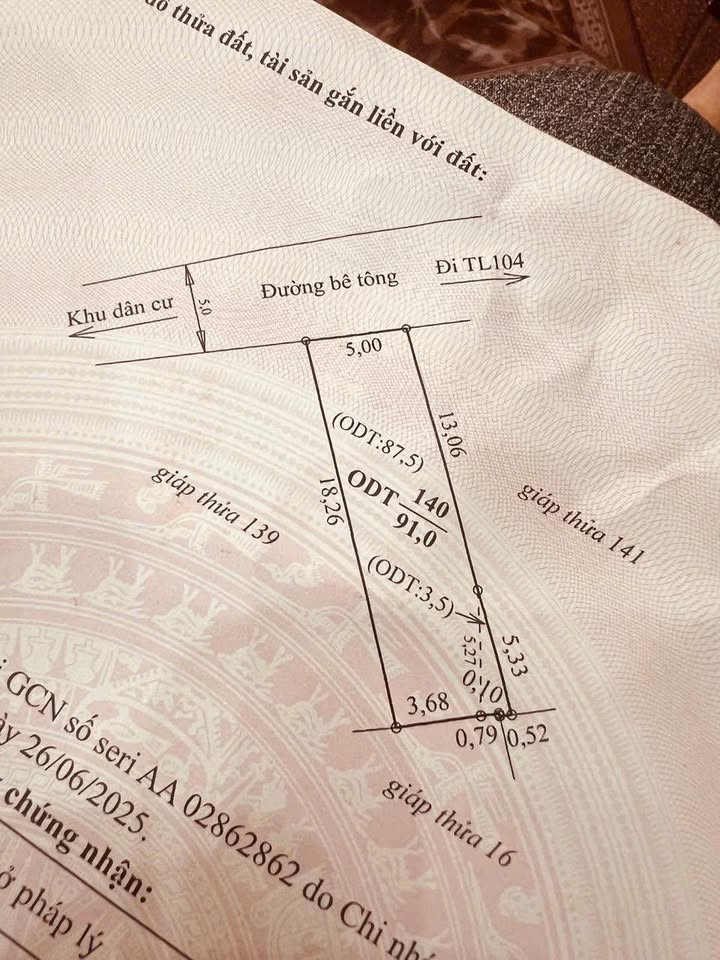 đồ thửa đất, tài sản gắn liền với đất:
Khu dân cư
5,0
Đường bê tông
Đi TL104
5,00
(ODT:87,5)
13,06
18,26
ODT 140
91,0
giáp thửa 139
giáp thửa 141
(ODT:3,5)
5,27
5,33
0,10
3,68
0,79
0,52
giáp thửa 16
GCN số seri AA 02862862 do Chi
26/06/2025.
chứng nhận:
pháp lý